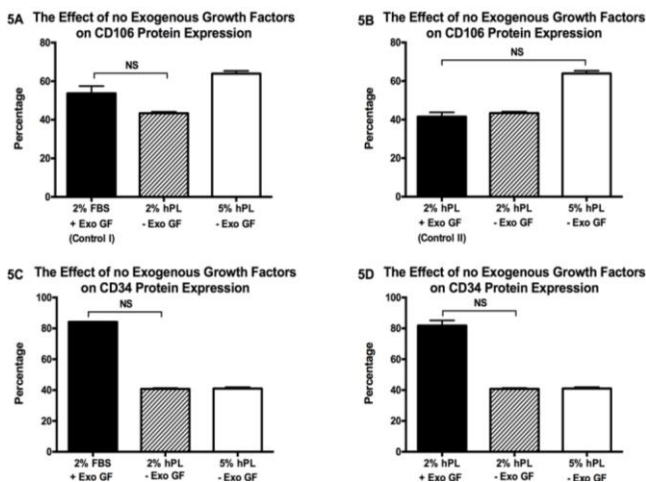 5A The Effect of no Exogenous Growth Factors
on CD106 Protein Expression
Percentage
80
60
40
20
0
NS
2% FBS 2% hPL 5% hPL
+ Exo GF - Exo GF - Exo GF
(Control I)
5B The Effect of no Exogenous Growth Factors
on CD106 Protein Expression
Percentage
80
60
40
20
0
NS
2% hPL 2% hPL 5% hPL
+ Exo GF - Exo GF - Exo GF
(Control II)
5C The Effect of no Exogenous Growth Factors
on CD34 Protein Expression
Percentage
100
80
60
40
20
0
NS
2% FBS 2% hPL 5% hPL
+ Exo GF - Exo GF - Exo GF
5D The Effect of no Exogenous Growth Factors
on CD34 Protein Expression
Percentage
100
80
60
40
20
0
NS
2% hPL 2% hPL 5% hPL
+ Exo GF - Exo GF - Exo GF